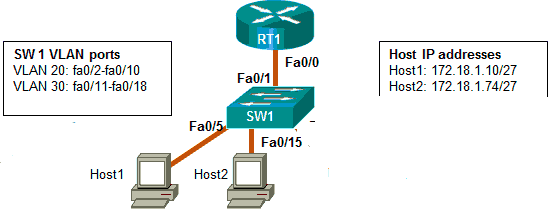 RT1
Fa0/0
SW 1 VLAN ports
VLAN 20: fa0/2-fa0/10
VLAN 30: fa0/11-fa0/18
Host IP addresses
Host1: 172.18.1.10/27
Host2: 172.18.1.74/27
Fa0/1
SW1
Fa0/5
Fa0/15
Host1
Host2